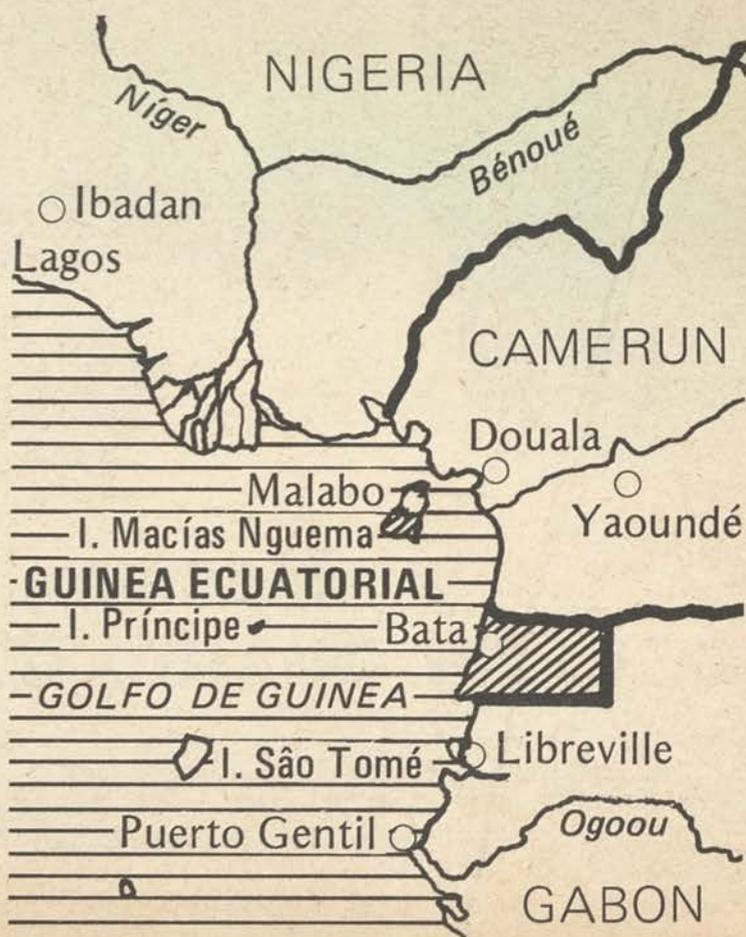 NIGERIA
Níger
Bénoué
Ibadan
Lagos
CAMERUN
Douala
Malabo
Yaoundé
I. Macías Nguema
GUINEA ECUATORIAL
I. Príncipe
Bata
GOLFO DE GUINEA
I. Sâo Tomé
Libreville
Puerto Gentil
Ogoou
GABON